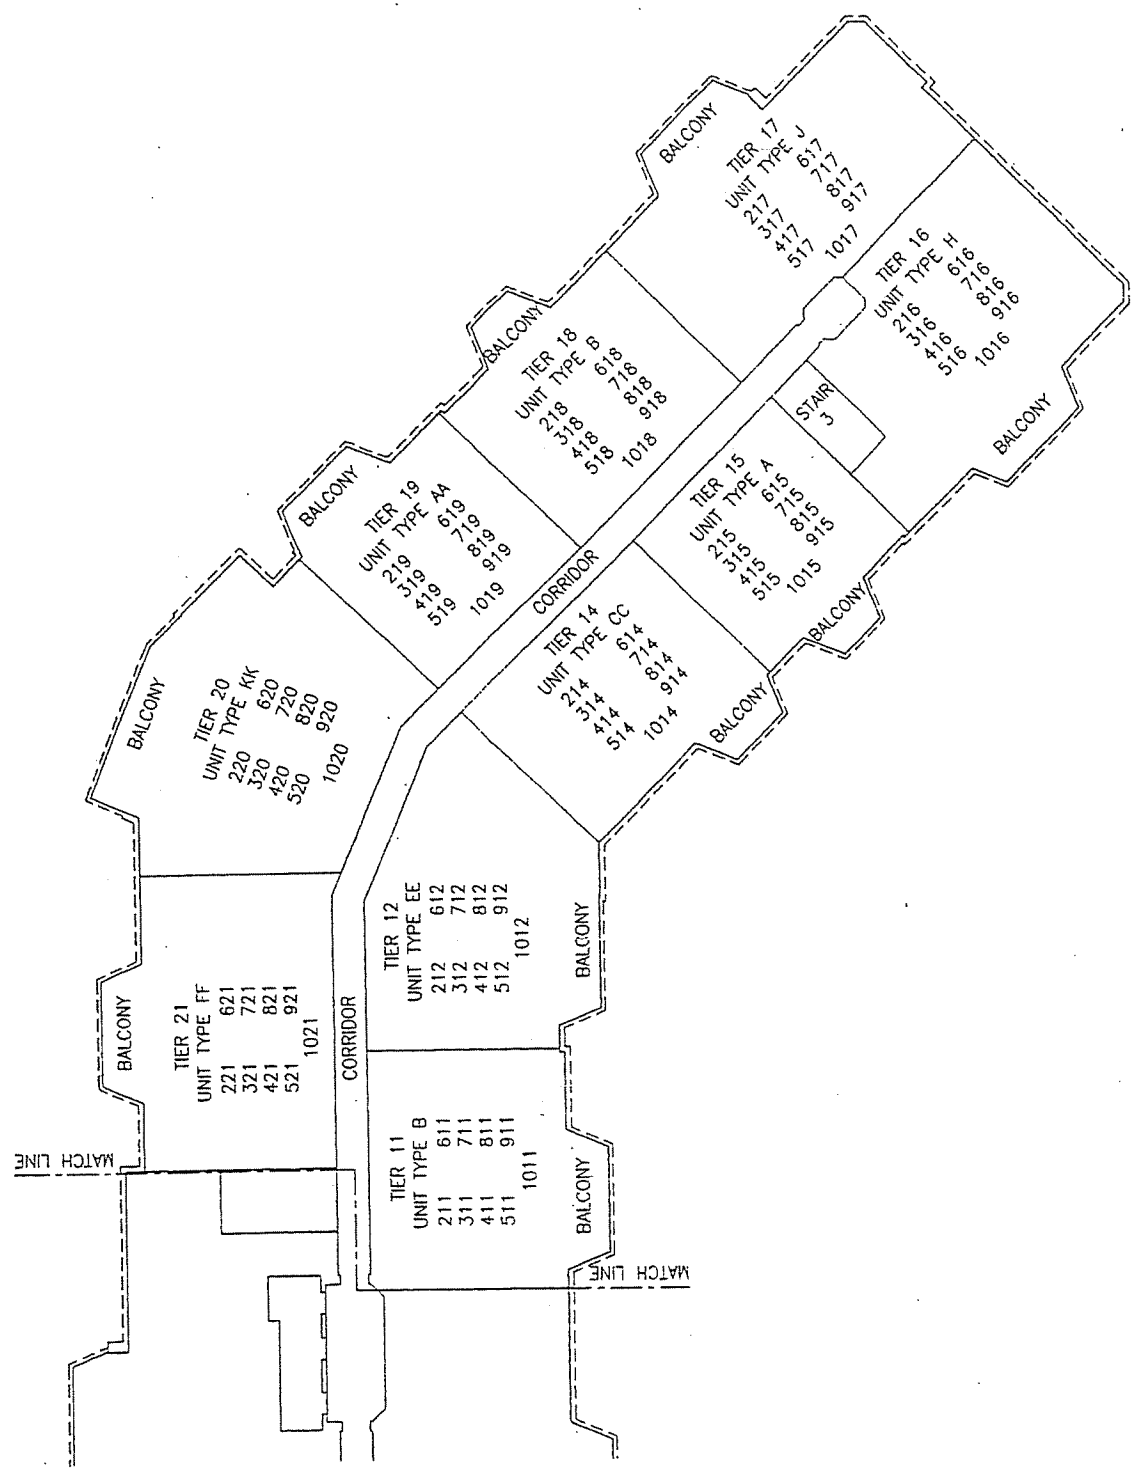 BALCONY
TIER 17
UNIT TYPE J
217 617
317 717
417 817
517 917
1017
TIER 16
UNIT TYPE H
216 616
316 716
416 816
516 916
1016
BALCONY
BALCONY
TIER 18
UNIT TYPE B
218 618
318 718
418 818
518 918
1018
STAIR
3
BALCONY
TIER 19
UNIT TYPE AA
219 619
319 719
419 819
519 919
1019
TIER 15
UNIT TYPE A
215 615
315 715
415 815
515 915
1015
BALCONY
CORRIDOR
TIER 14
UNIT TYPE CC
214 614
314 714
414 814
514 914
1014
BALCONY
BALCONY
TIER 20
UNIT TYPE KK
220 620
320 720
420 820
520 920
1020
TIER 12
UNIT TYPE EE
212 612
312 712
412 812
512 912
1012
BALCONY
BALCONY
TIER 21
UNIT TYPE FF
221 621
321 721
421 821
521 921
1021
CORRIDOR
TIER 11
UNIT TYPE B
211 611
311 711
411 811
511 911
1011
BALCONY
MATCH LINE
MATCH LINE